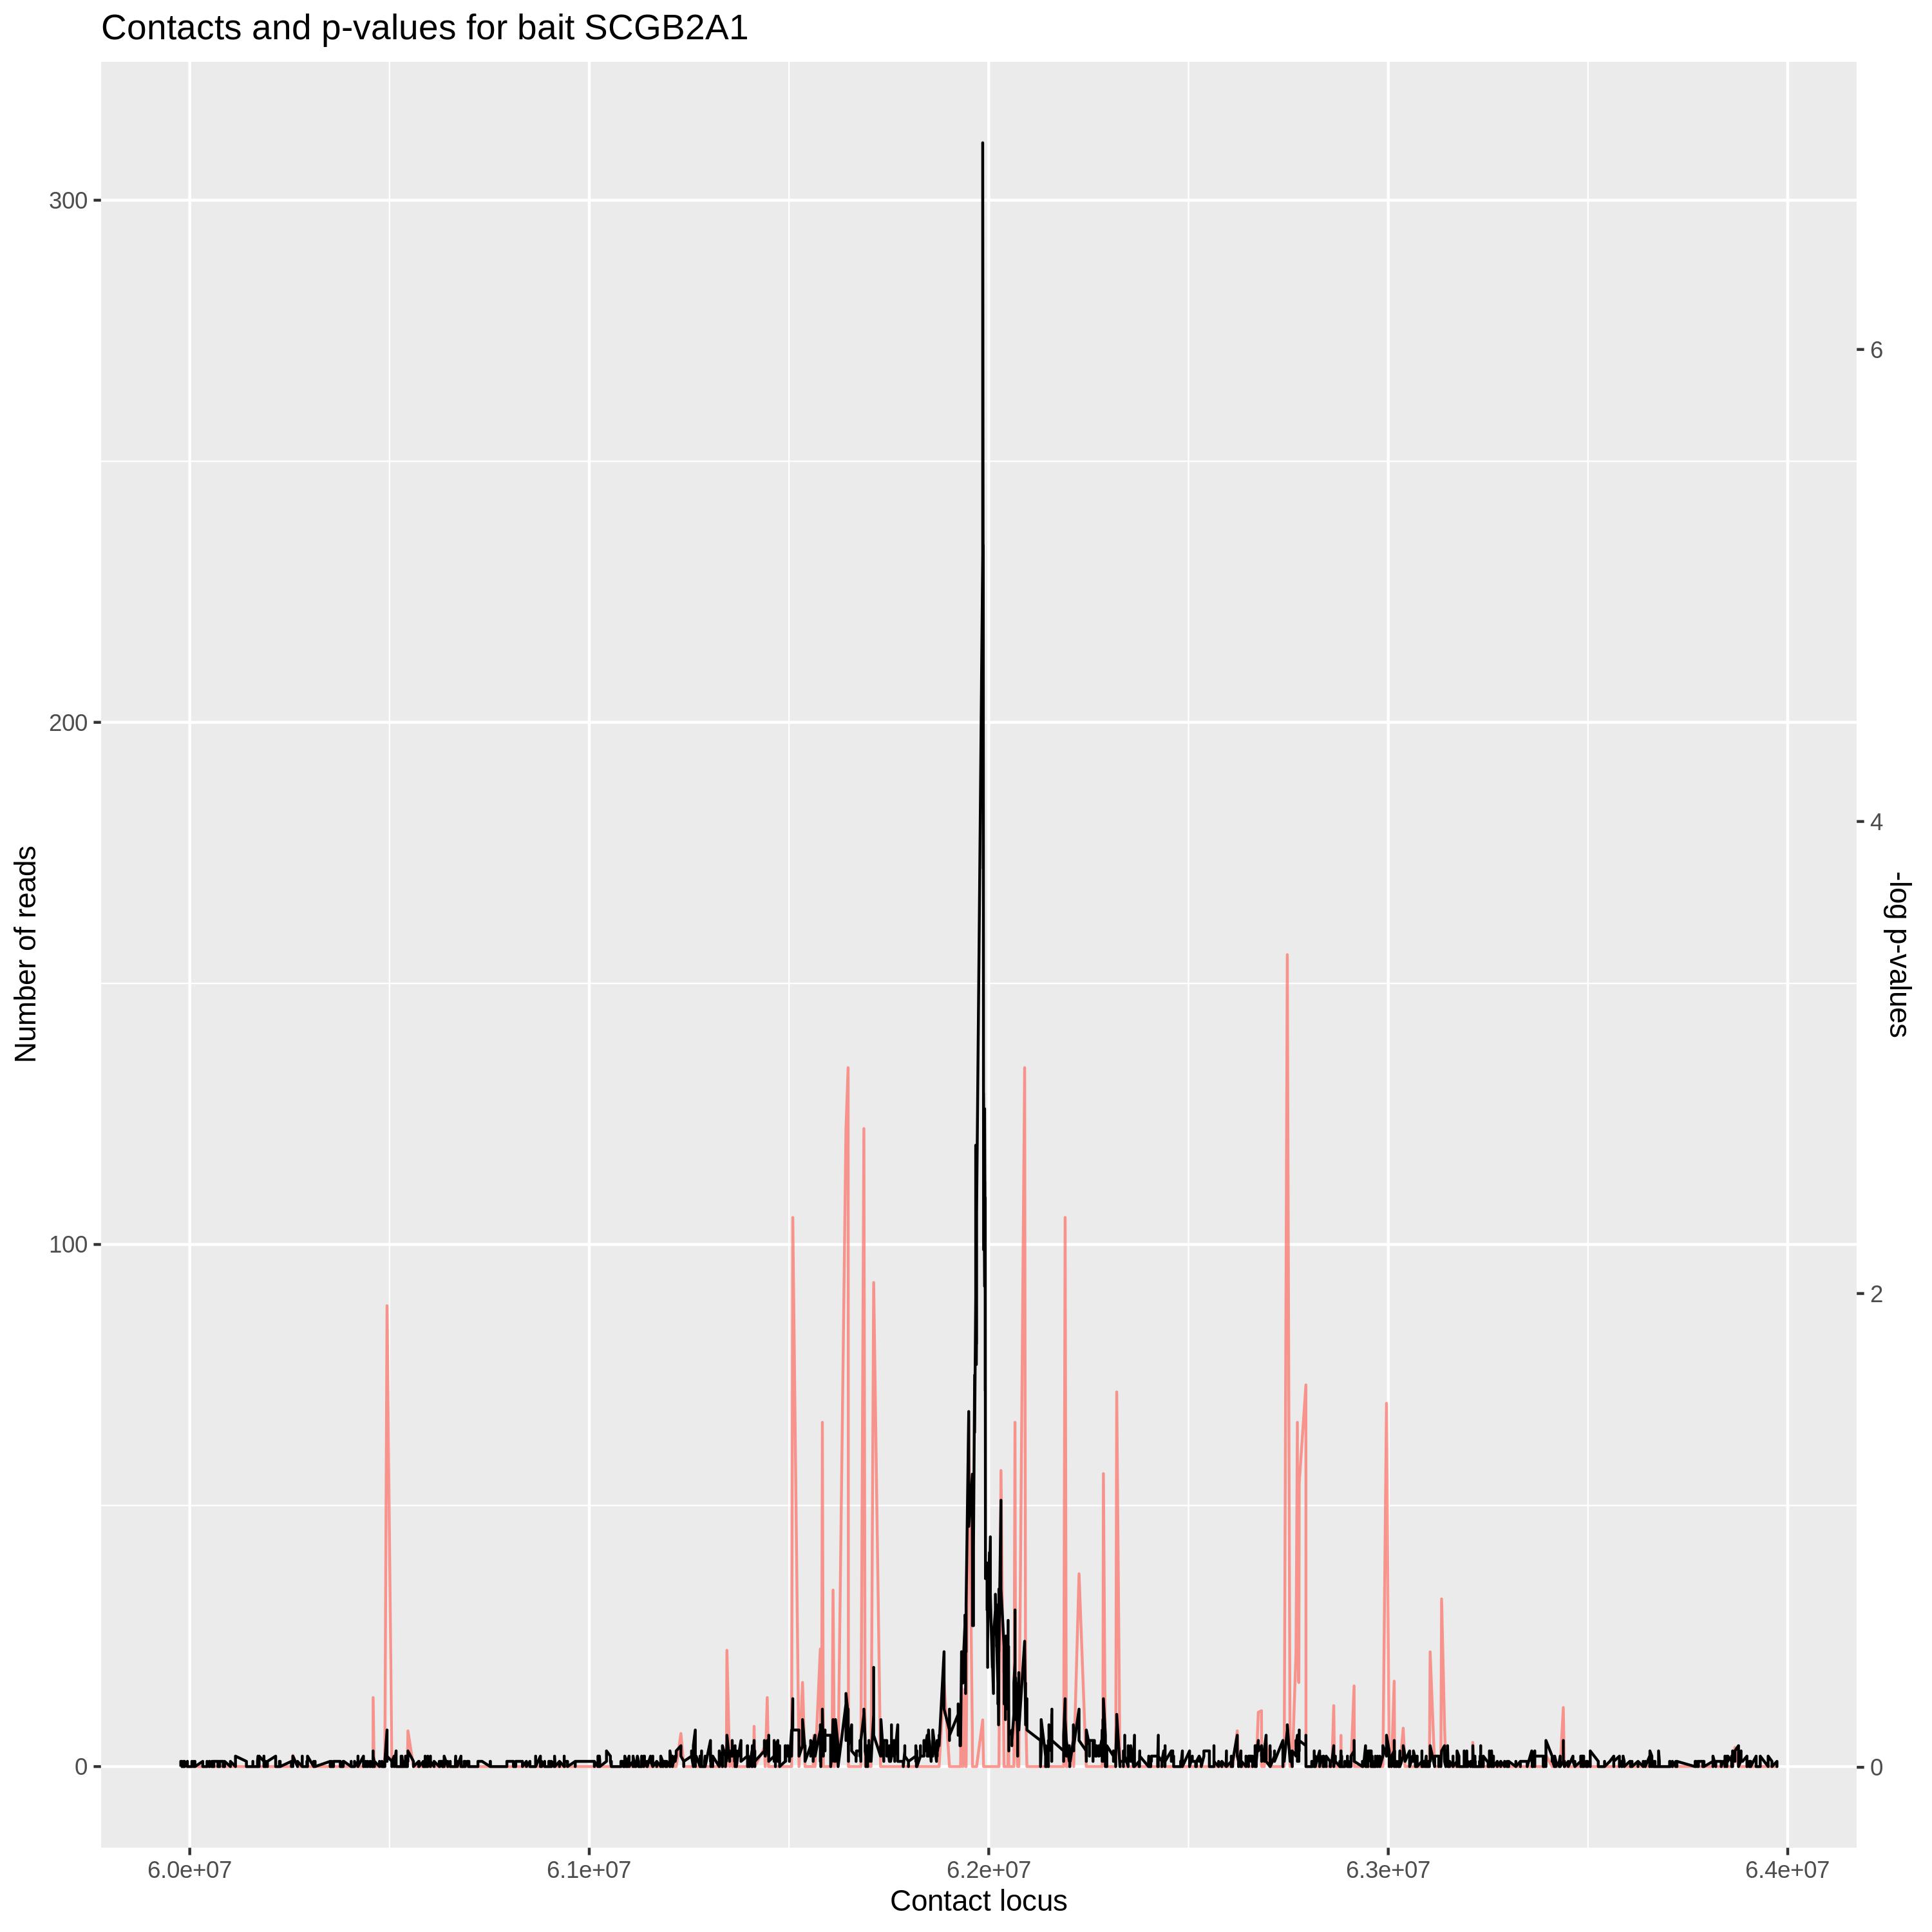 Contacts and p-values for bait SCGB2A1
300
200
100
0
Number of reads
6
4
2
0
-log p-values
6.0e+07
6.1e+07
6.2e+07
6.3e+07
6.4e+07
Contact locus